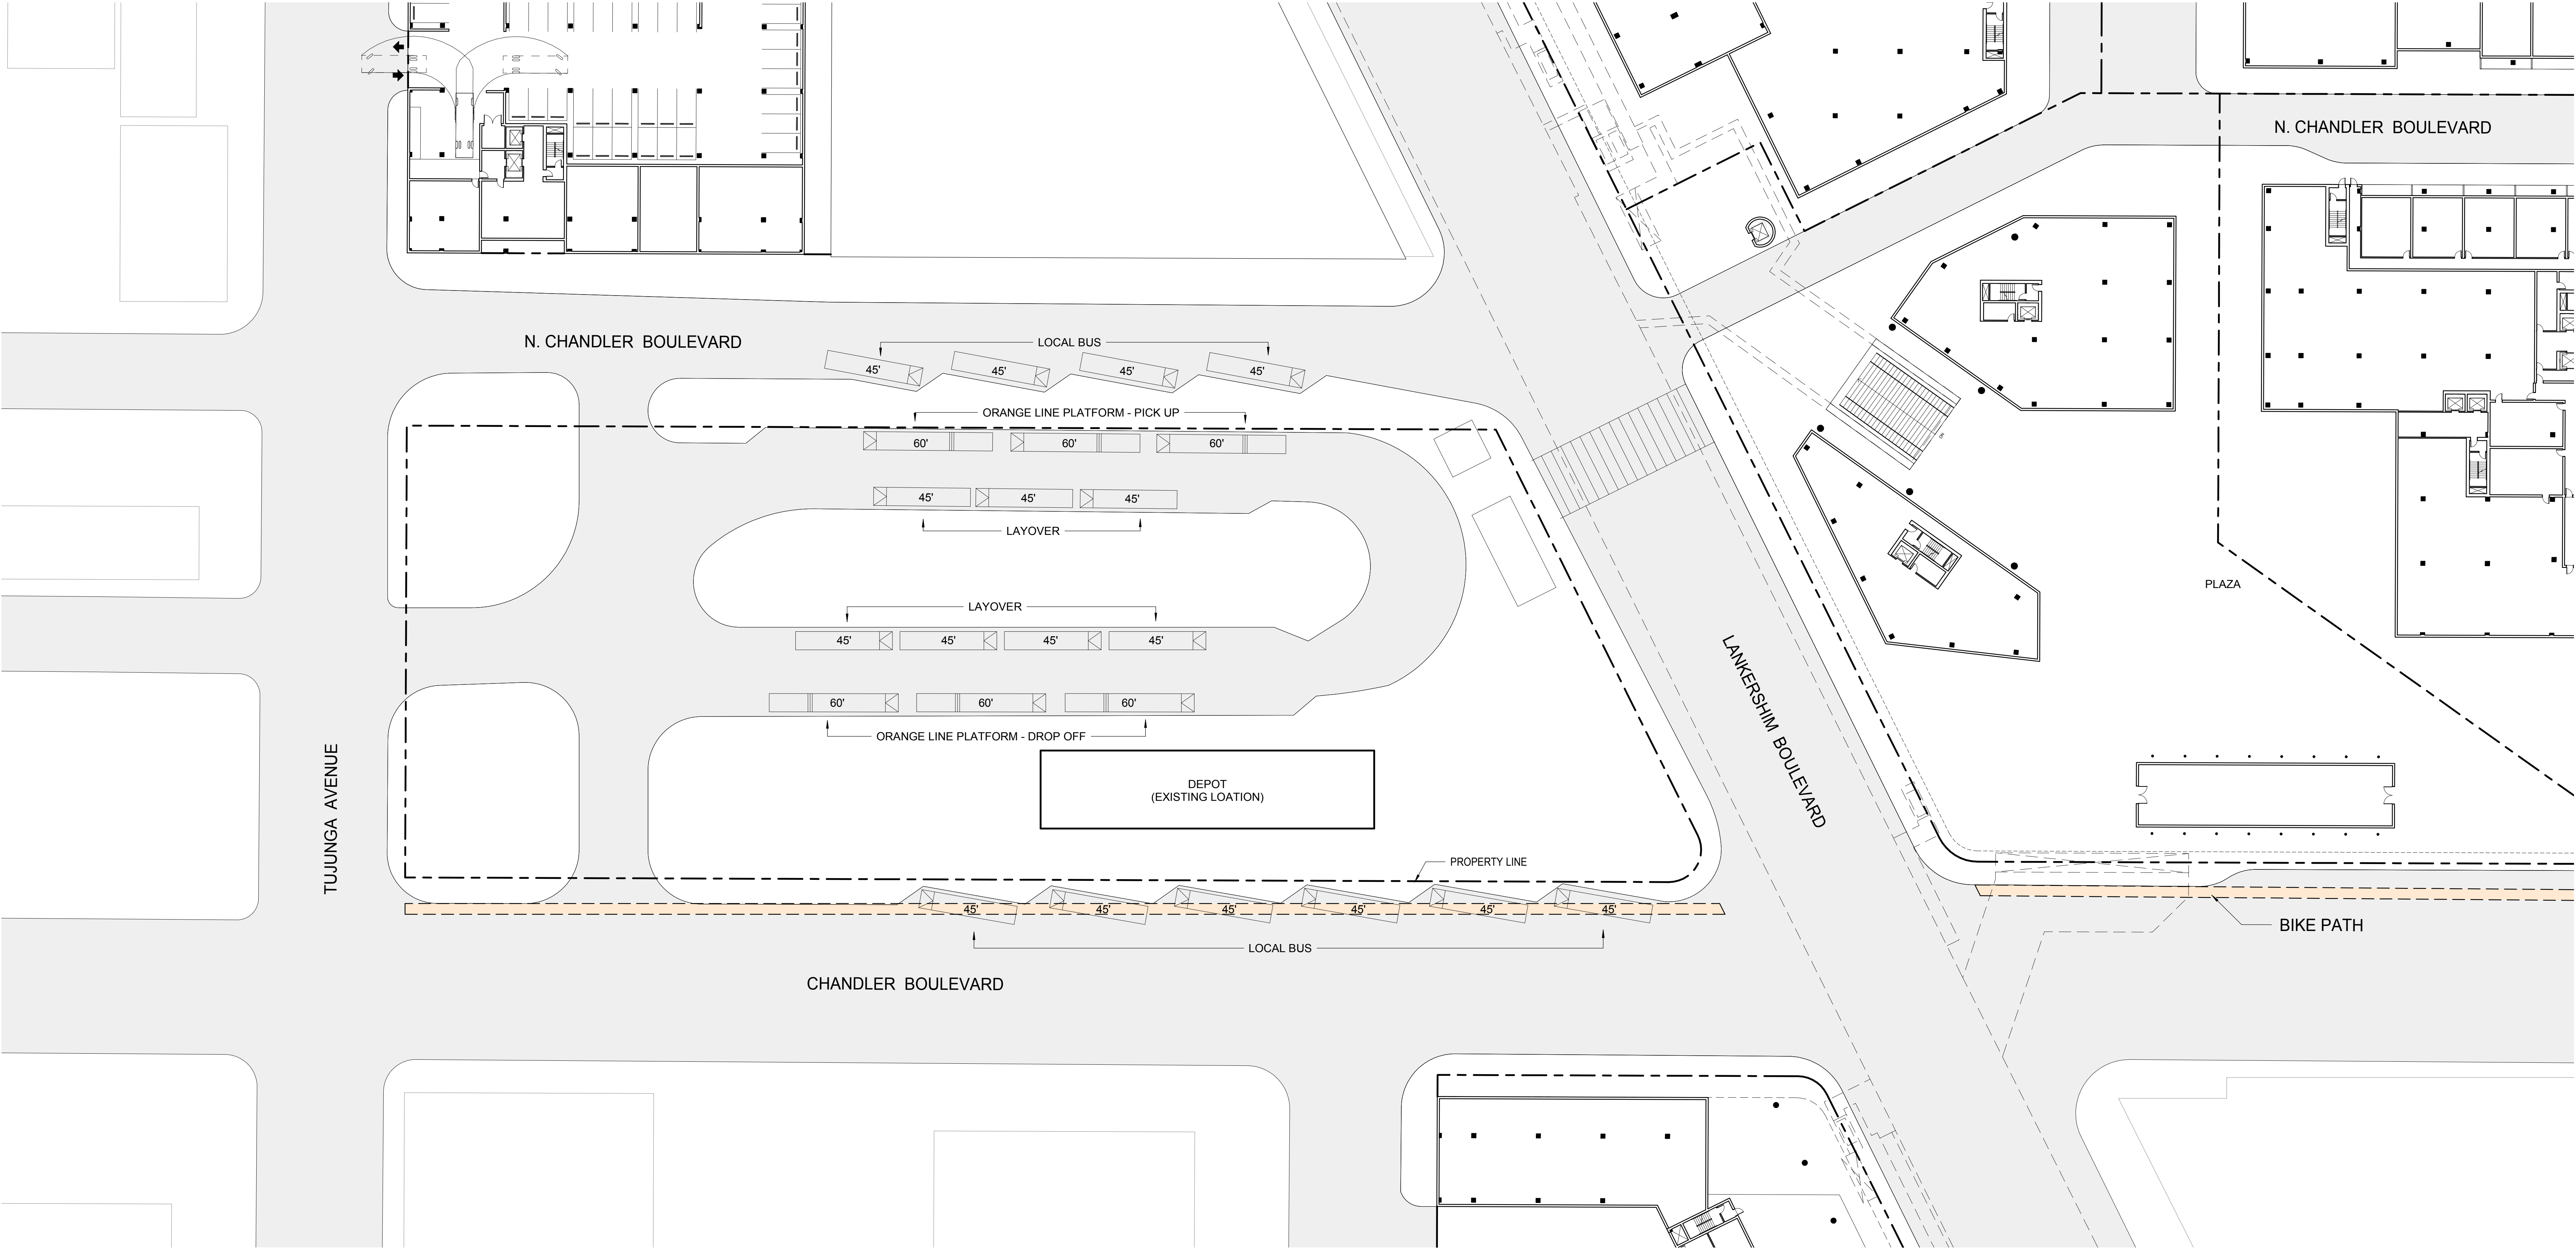 N. CHANDLER BOULEVARD
N. CHANDLER BOULEVARD
LOCAL BUS
45' 45' 45' 45'
ORANGE LINE PLATFORM - PICK UP
60' 60' 60'
45' 45' 45'
LAYOVER
LAYOVER
45' 45' 45' 45'
60' 60' 60'
ORANGE LINE PLATFORM - DROP OFF
DEPOT
(EXISTING LOATION)
PLAZA
LANKERSHIM BOULEVARD
TUJUNGA AVENUE
PROPERTY LINE
45' 45' 45' 45' 45' 45'
LOCAL BUS
BIKE PATH
CHANDLER BOULEVARD